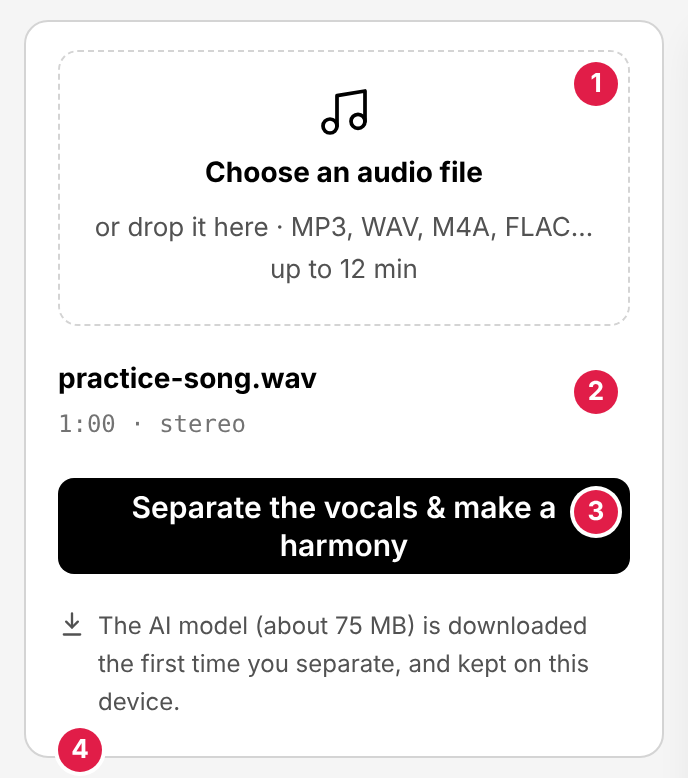 1
Choose an audio file
or drop it here · MP3, WAV, M4A, FLAC…
up to 12 min
practice-song.wav
2
1:00 · stereo
Separate the vocals & make a
3
harmony
The AI model (about 75 MB) is downloaded
the first time you separate, and kept on this
device.
4